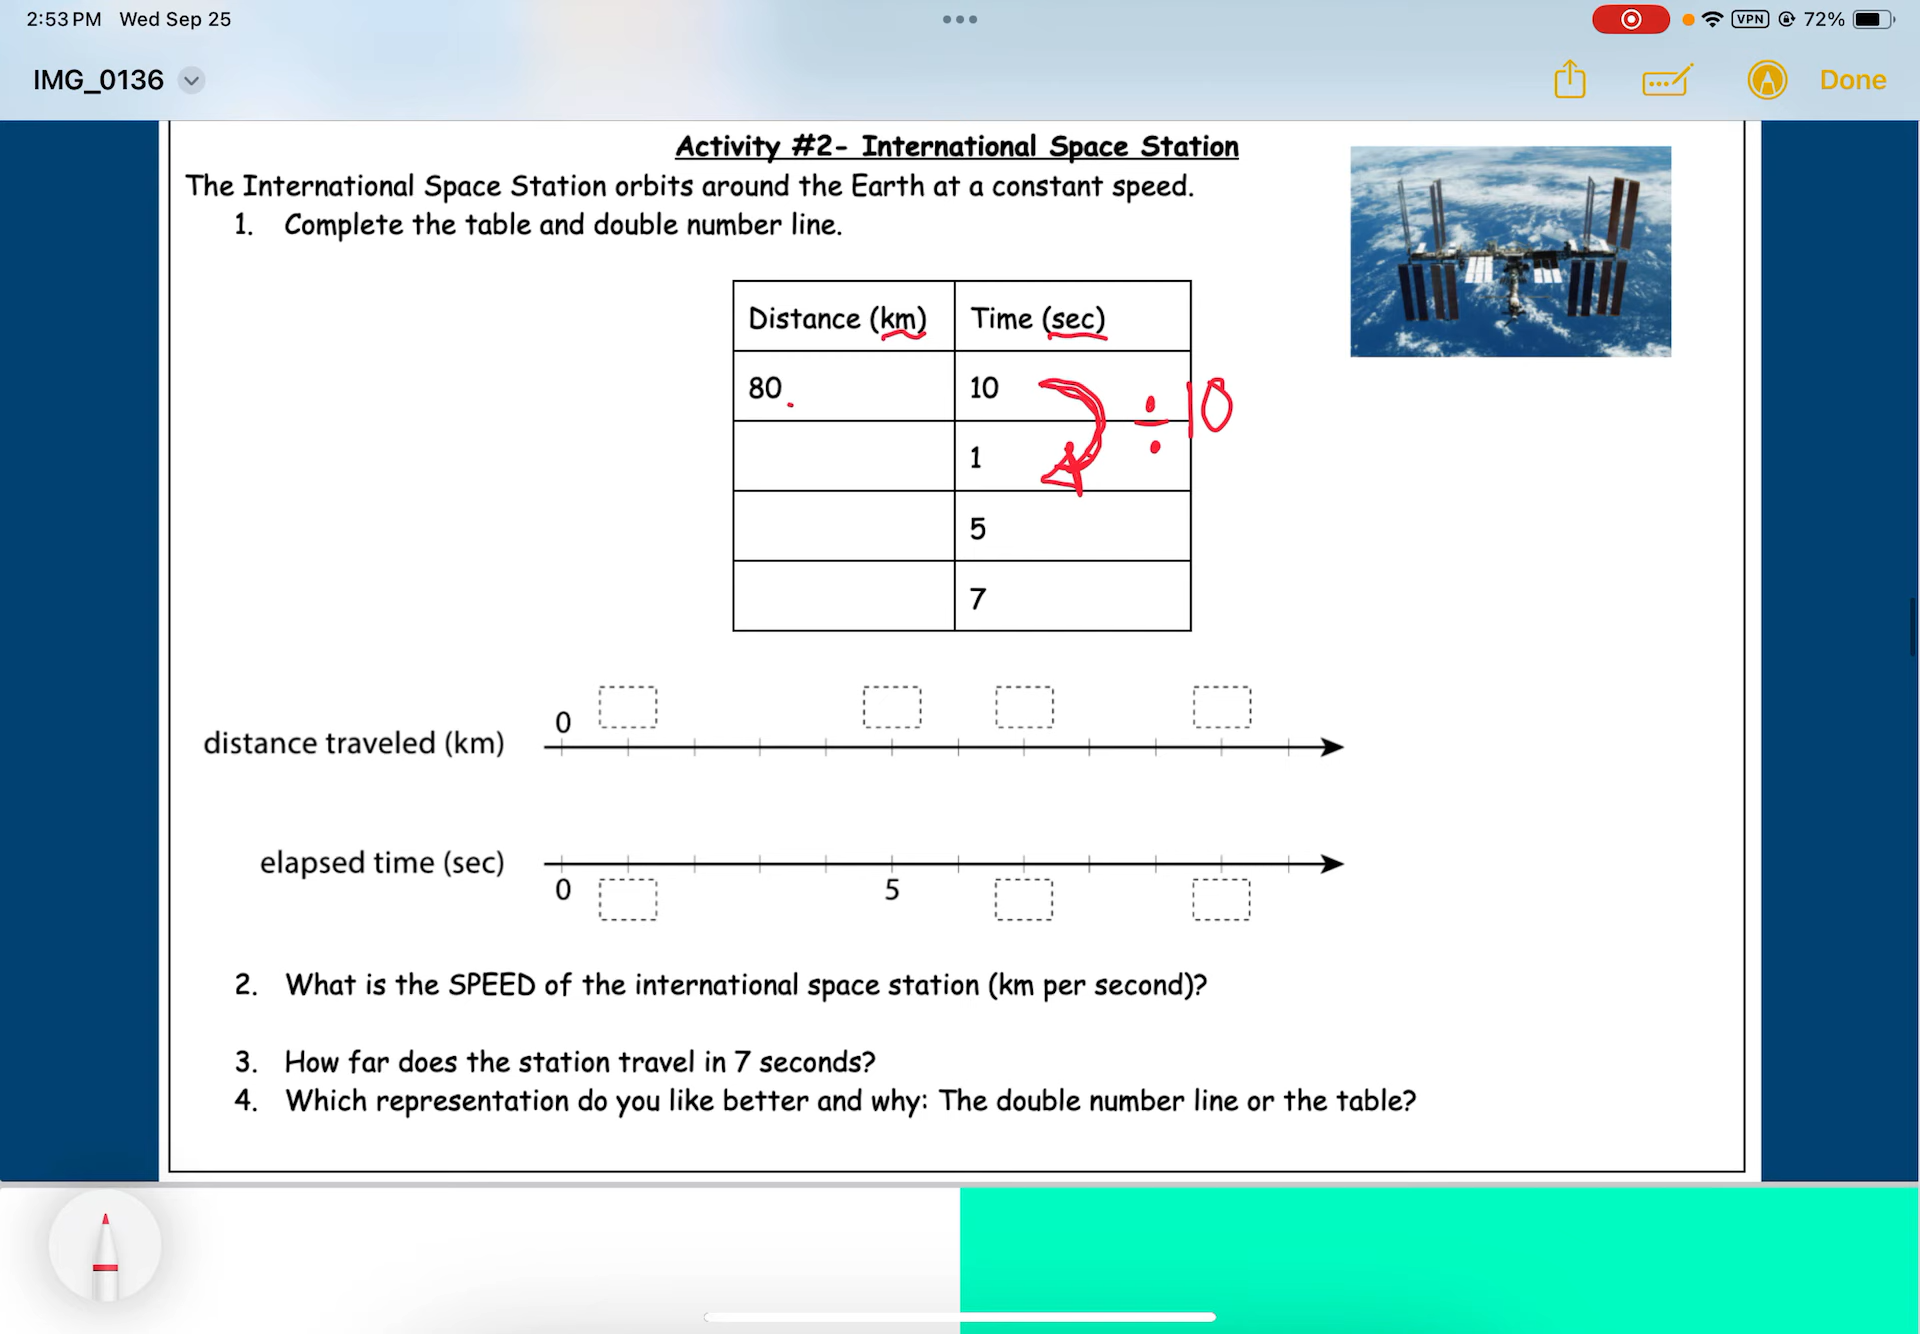 2:53 PM Wed Sep 25
VPN 72%
IMG_0136
Done
Activity #2- International Space Station
The International Space Station orbits around the Earth at a constant speed.
1. Complete the table and double number line.
Distance (km) Time (sec)
80 10
÷10
1
5
7
0
distance traveled (km)
elapsed time (sec)
0 5
2. What is the SPEED of the international space station (km per second)?
3. How far does the station travel in 7 seconds?
4. Which representation do you like better and why: The double number line or the table?